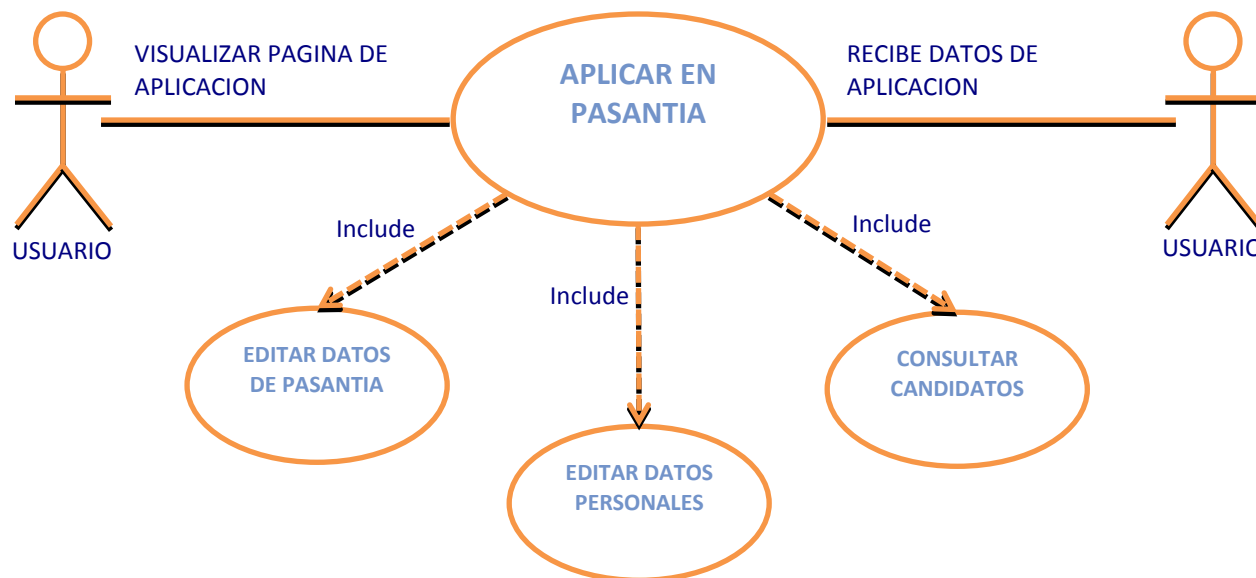 VISUALIZAR PAGINA DE
APLICACION
APLICAR EN
PASANTIA
RECIBE DATOS DE
APLICACION
USUARIO
USUARIO
Include
Include
Include
EDITAR DATOS
DE PASANTIA
CONSULTAR
CANDIDATOS
EDITAR DATOS
PERSONALES